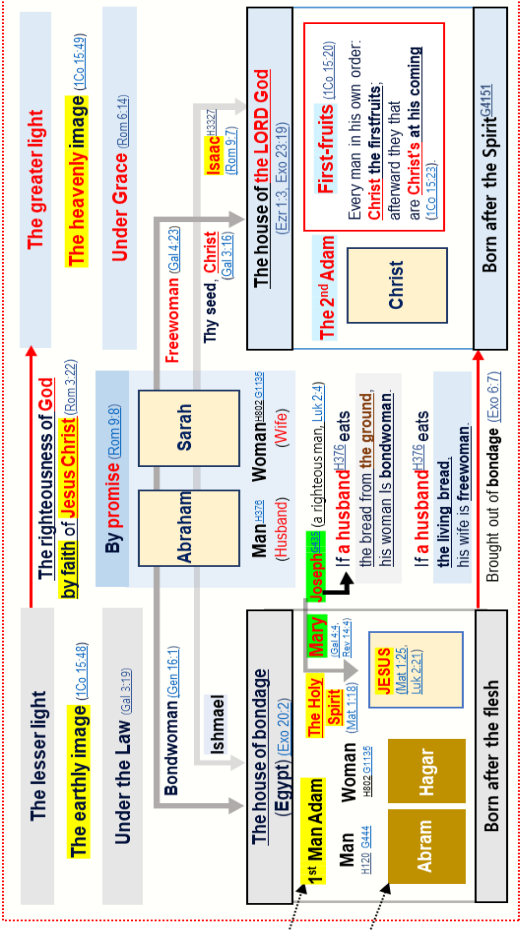 The lesser light
The righteousness of God
by faith of Jesus Christ (Rom 3:22)
The greater light
The earthly image (1Co 15:48)
The heavenly image (1Co 15:49)
Under the Law (Gal 3:19)
By promise (Rom 9:8)
Under Grace (Rom 6:14)
Bondwoman (Gen 16:1)
Abraham
Sarah
Freewoman (Gal 4:23)
Ishmael
Thy seed, Christ
(Gal 3:16)
Isaac H3327
(Rom 9:7)
Man H376
(Husband)
Woman H802 G1135
(Wife)
The house of bondage
(Egypt) (Exo 20:2)
The house of the LORD God
(Ezr 1:3, Exo 23:19)
1st Man Adam
The Holy
Spirit
(Mat 1:18)
Mary
(Gal 4:4,
Rev 14:4)
Joseph G435 (a righteous man, Luk 2:4)
Man
H120 G444
Woman
H802 G1135
JESUS
(Mat 1:25,
Luk 2:21)
Abram
Hagar
If a husband H376 eats
the bread from the ground,
his woman Is bondwoman.
If a husband H376 eats
the living bread,
his wife is freewoman.
The 2nd Adam
Christ
First-fruits (1Co 15:20)
Every man in his own order:
Christ the firstfruits;
afterward they that
are Christ's at his coming
(1Co 15:23).
Born after the flesh
Brought out of bondage (Exo 6:7)
Born after the Spirit G4151